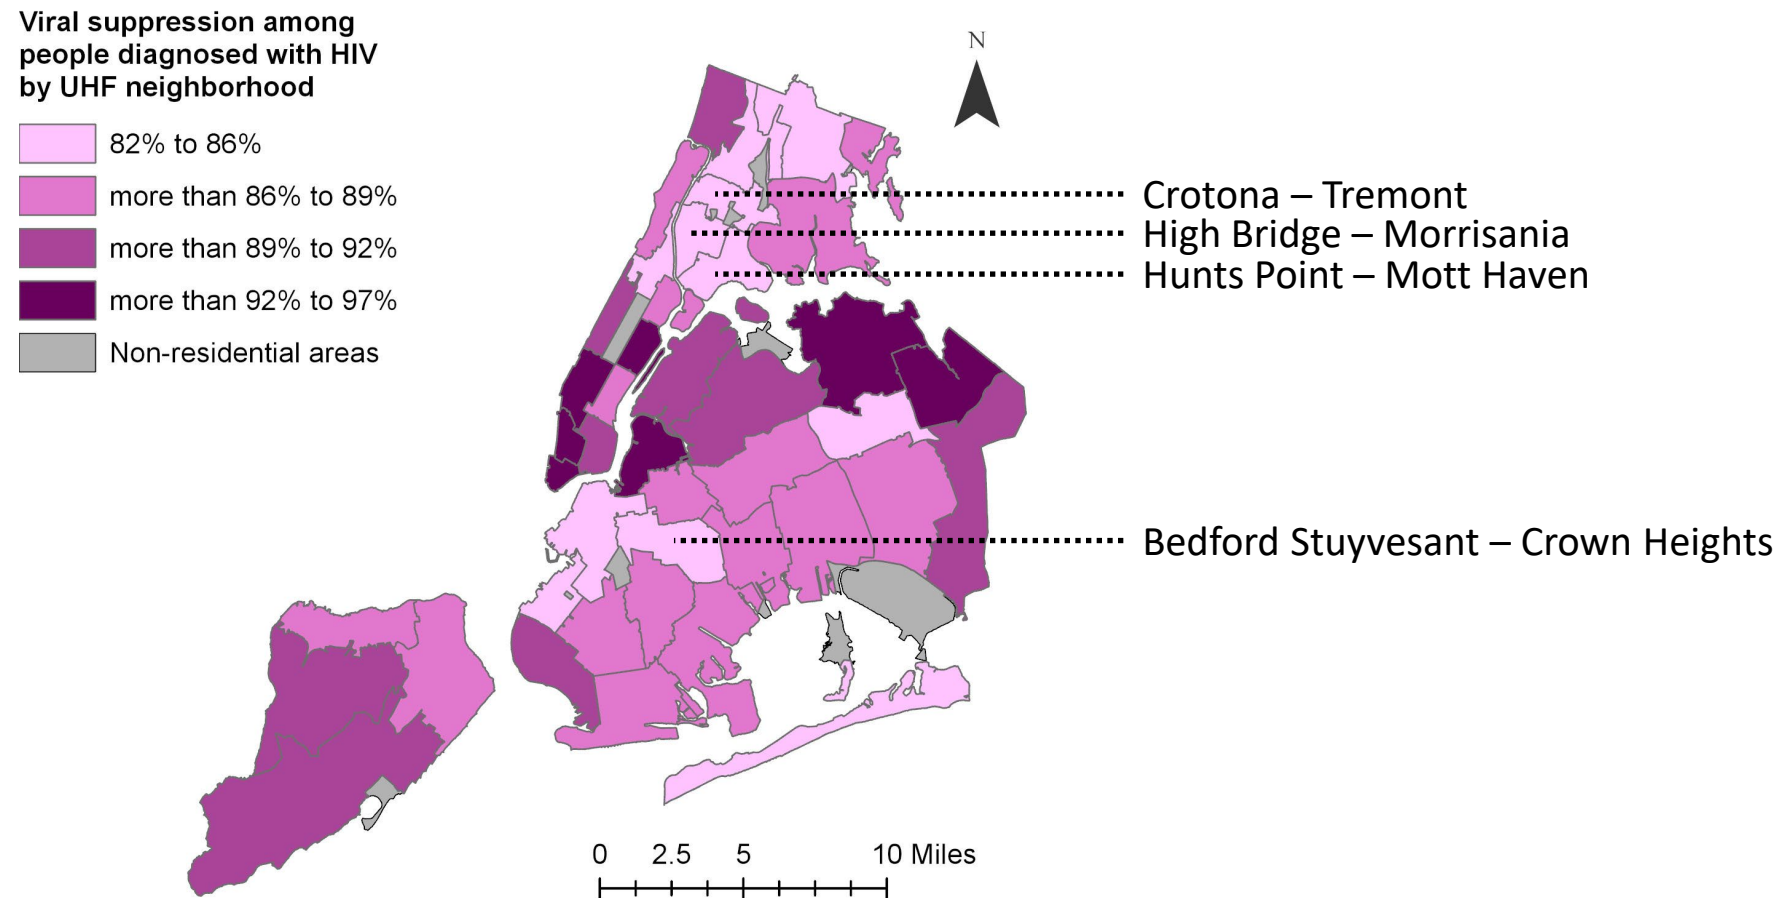 Viral suppression among
people diagnosed with HIV
by UHF neighborhood
82% to 86%
more than 86% to 89%
more than 89% to 92%
more than 92% to 97%
Non-residential areas
N
Crotona – Tremont
High Bridge – Morrisania
Hunts Point – Mott Haven
Bedford Stuyvesant – Crown Heights
0 2.5 5 10 Miles